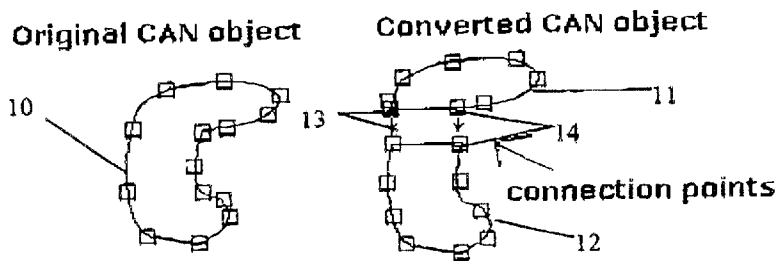 Original CAN object
Converted CAN object
10
11
13
14
connection points
12